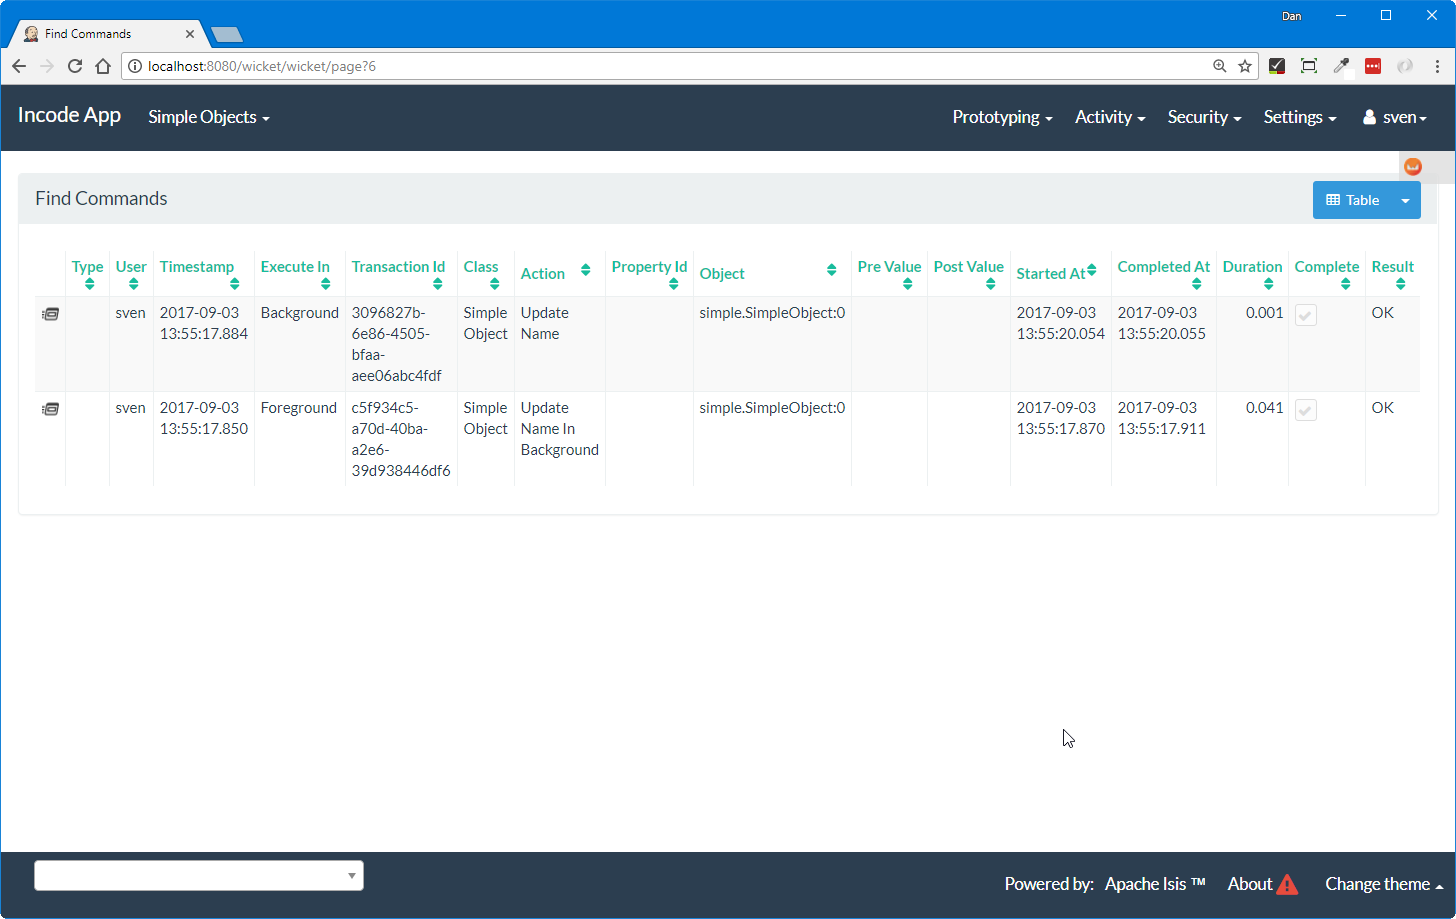 Dan
Find Commands
localhost:8080/wicket/wicket/page?6
Incode App Simple Objects Prototyping Activity Security Settings sven
Find Commands
Table
Type User Timestamp Execute In Transaction Id Class Action Property Id Object Pre Value Post Value Started At Completed At Duration Complete Result
sven 2017-09-03 Background 3096827b- Simple Update simple.SimpleObject:0 2017-09-03 2017-09-03 0.001 OK
13:55:17.884 6e86-4505- Object Name 13:55:20.054 13:55:20.055
bfaa-
aee06abc4fdf
sven 2017-09-03 Foreground c5f934c5- Simple Update simple.SimpleObject:0 2017-09-03 2017-09-03 0.041 OK
13:55:17.850 a70d-40ba- Object Name In 13:55:17.870 13:55:17.911
a2e6- Background
39d938446df6
Powered by: Apache Isis ™ About Change theme